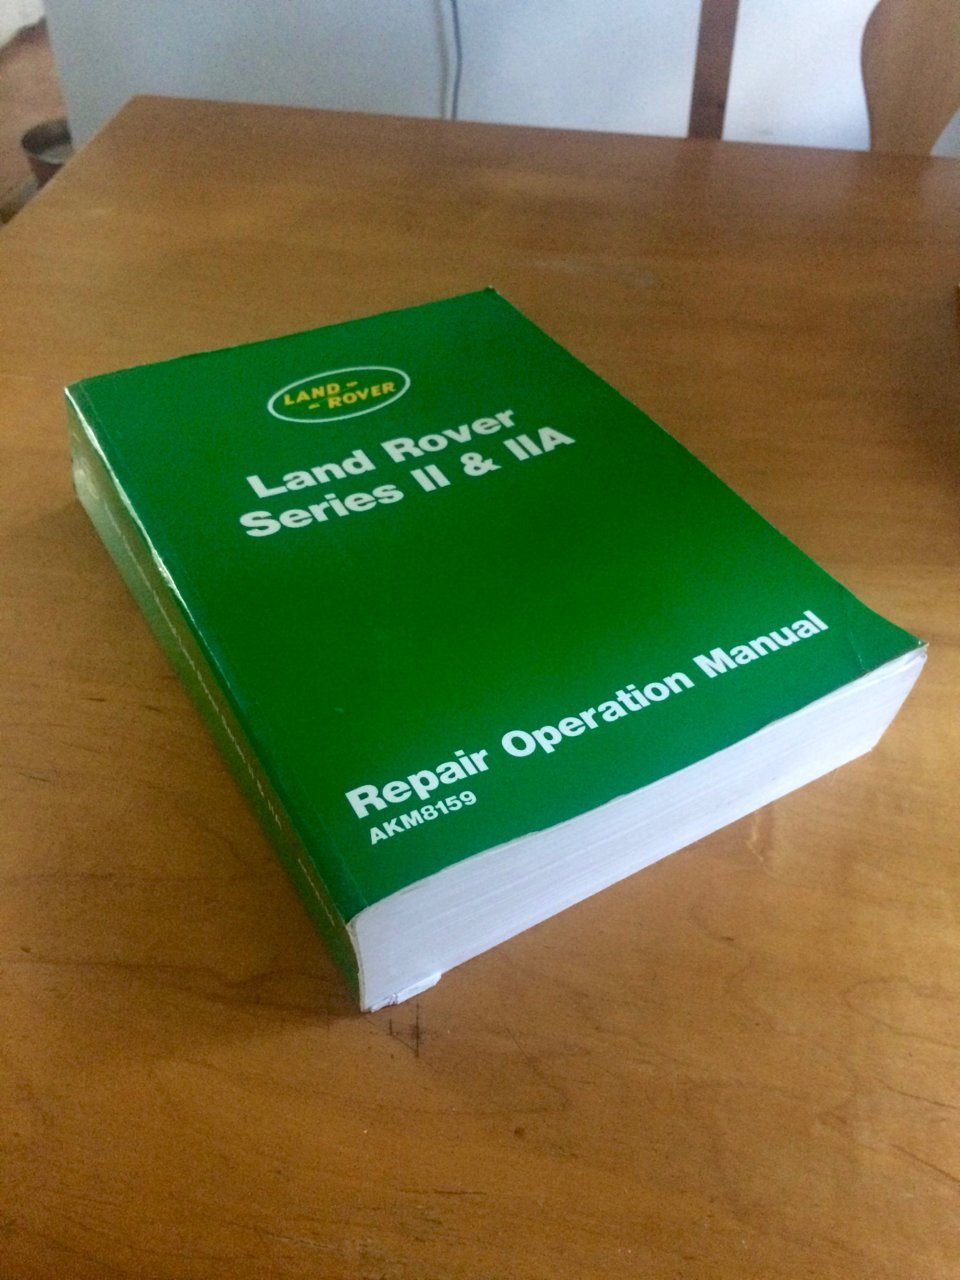 LAND -
- ROVER
Land Rover
Series II & IIA
Repair Operation Manual
AKM8159